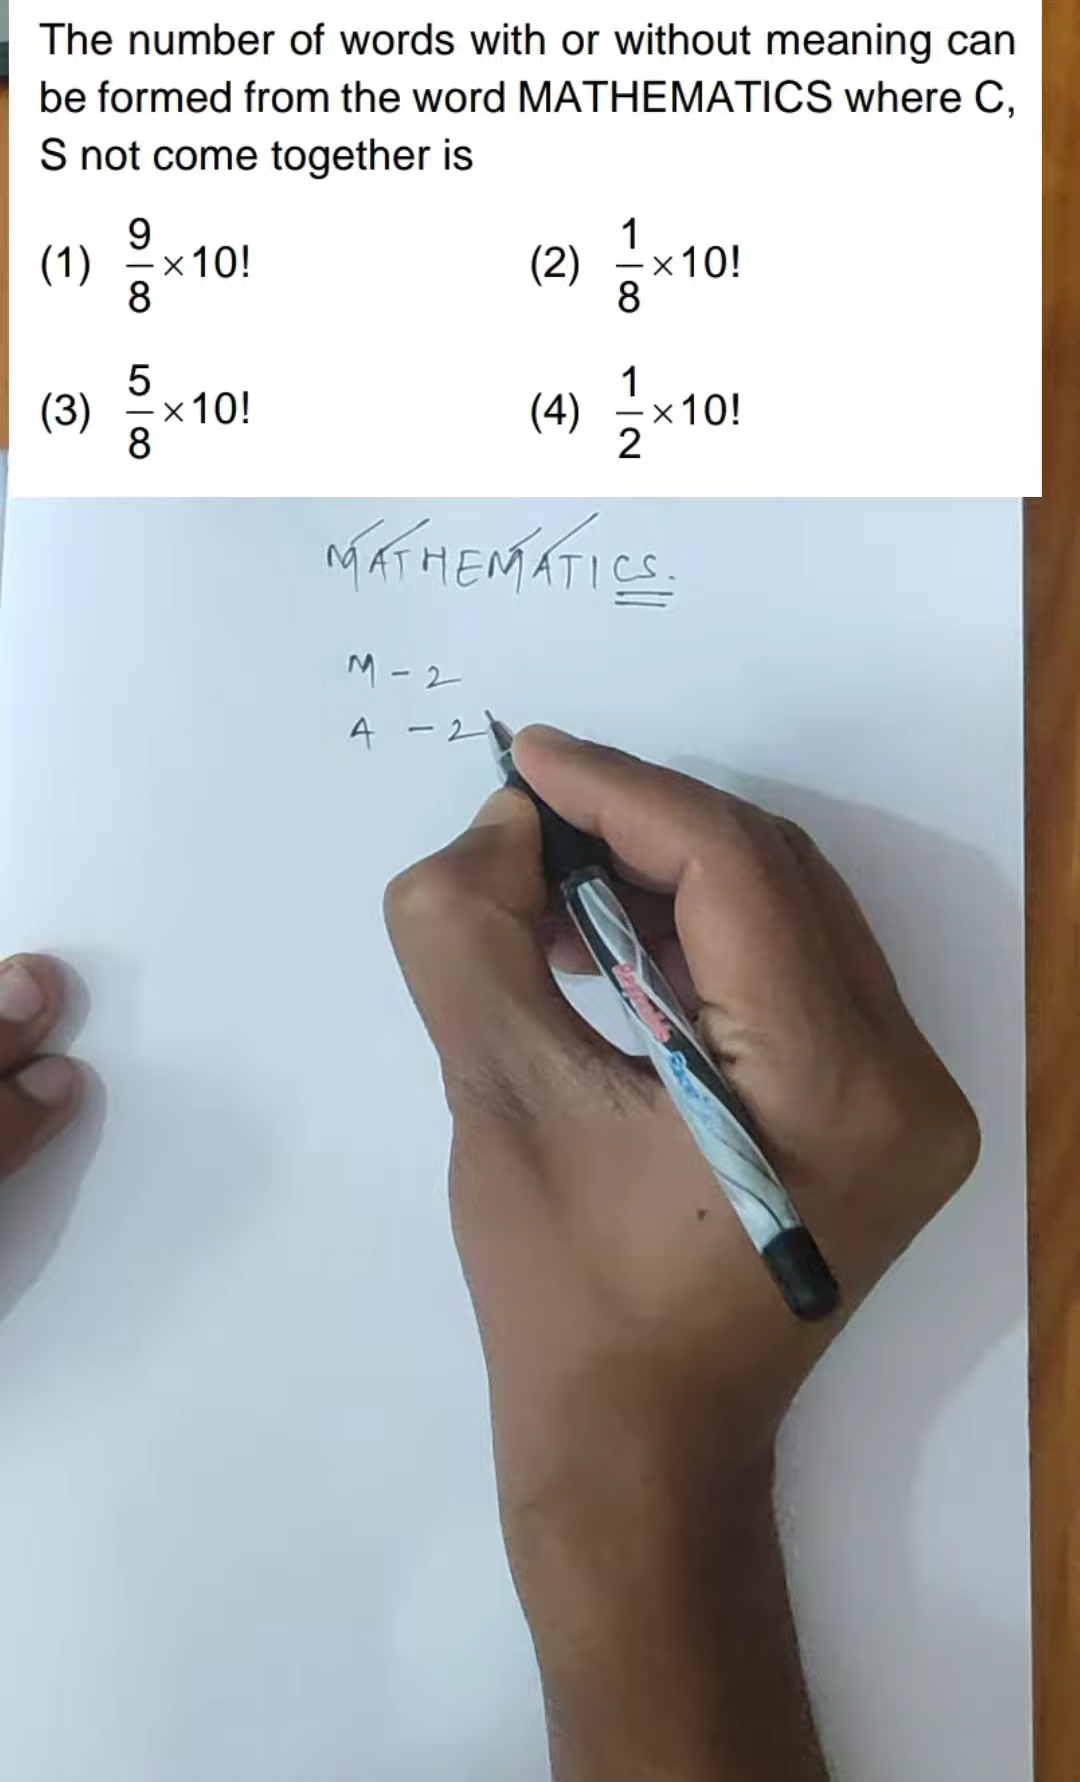 The number of words with or without meaning can
be formed from the word MATHEMATICS where C,
S not come together is
(1) 9/8 × 10! (2) 1/8 × 10!
(3) 5/8 × 10! (4) 1/2 × 10!
MATHEMATICS.
M - 2
A - 2